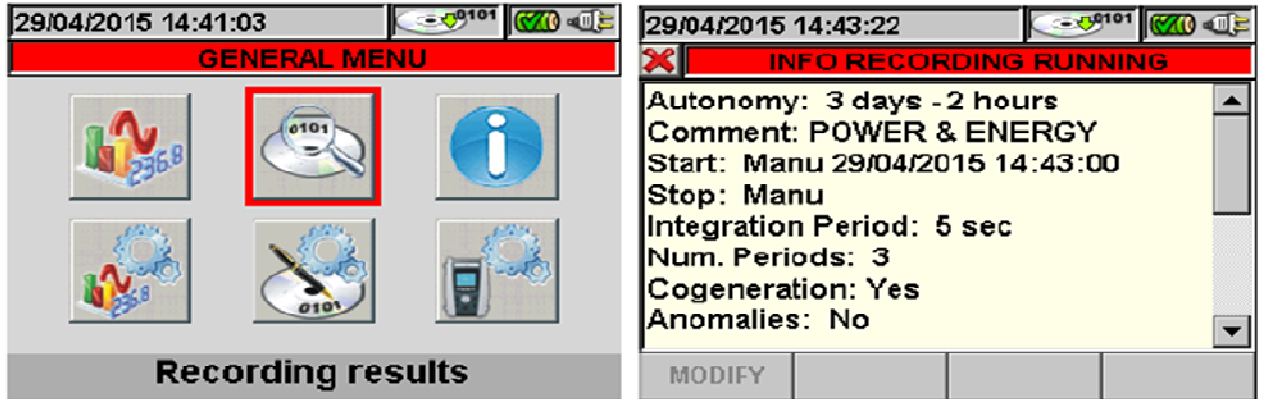 29/04/2015 14:41:03
0101
GENERAL MENU
236.8
0101
i
236.8
0101
Recording results
29/04/2015 14:43:22
0101
INFO RECORDING RUNNING
Autonomy: 3 days - 2 hours
Comment: POWER & ENERGY
Start: Manu 29/04/2015 14:43:00
Stop: Manu
Integration Period: 5 sec
Num. Periods: 3
Cogeneration: Yes
Anomalies: No
MODIFY